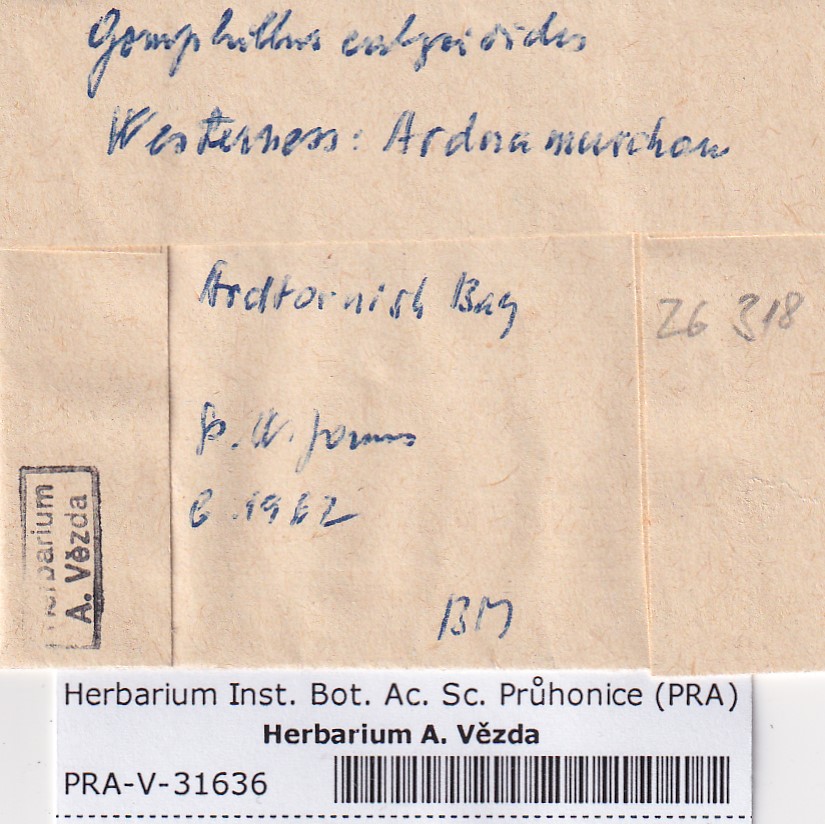 Gomphillus calycioides
Westerness: Ardnamurchan
Ardtornish Bay
26 318
P. W. James
6.1962
BM
Herbarium
A. Vězda
Herbarium Inst. Bot. Ac. Sc. Průhonice (PRA)
Herbarium A. Vězda
PRA-V-31636